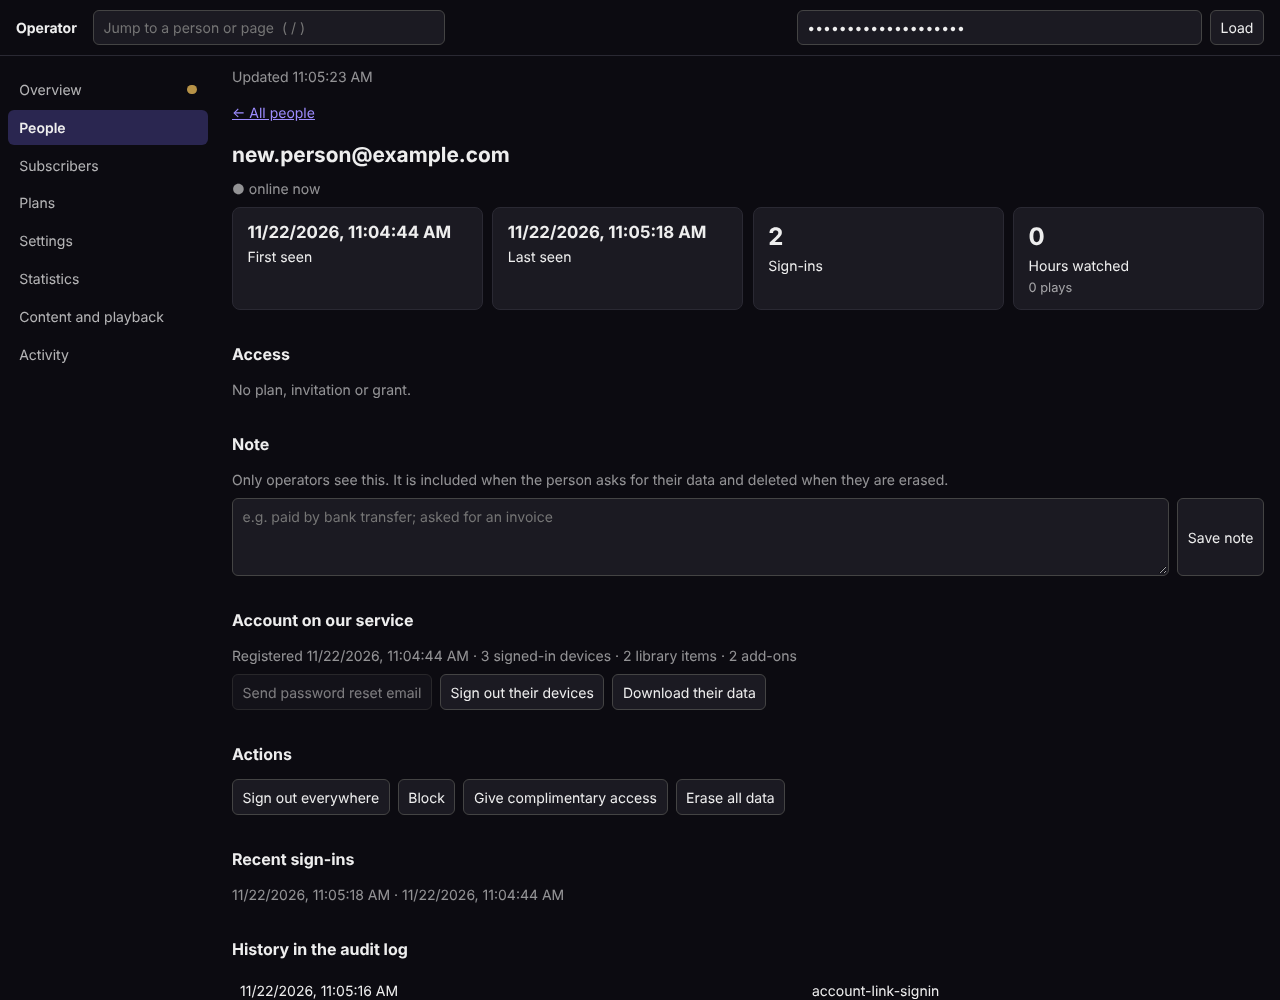 Operator
Jump to a person or page ( / )
••••••••••••••••••••
Load
Overview
People
Subscribers
Plans
Settings
Statistics
Content and playback
Activity
Updated 11:05:23 AM
← All people
new.person@example.com
● online now
11/22/2026, 11:04:44 AM
First seen
11/22/2026, 11:05:18 AM
Last seen
2
Sign-ins
0
Hours watched
0 plays
Access
No plan, invitation or grant.
Note
Only operators see this. It is included when the person asks for their data and deleted when they are erased.
e.g. paid by bank transfer; asked for an invoice
Save note
Account on our service
Registered 11/22/2026, 11:04:44 AM · 3 signed-in devices · 2 library items · 2 add-ons
Send password reset email
Sign out their devices
Download their data
Actions
Sign out everywhere
Block
Give complimentary access
Erase all data
Recent sign-ins
11/22/2026, 11:05:18 AM · 11/22/2026, 11:04:44 AM
History in the audit log
11/22/2026, 11:05:16 AM
account-link-signin